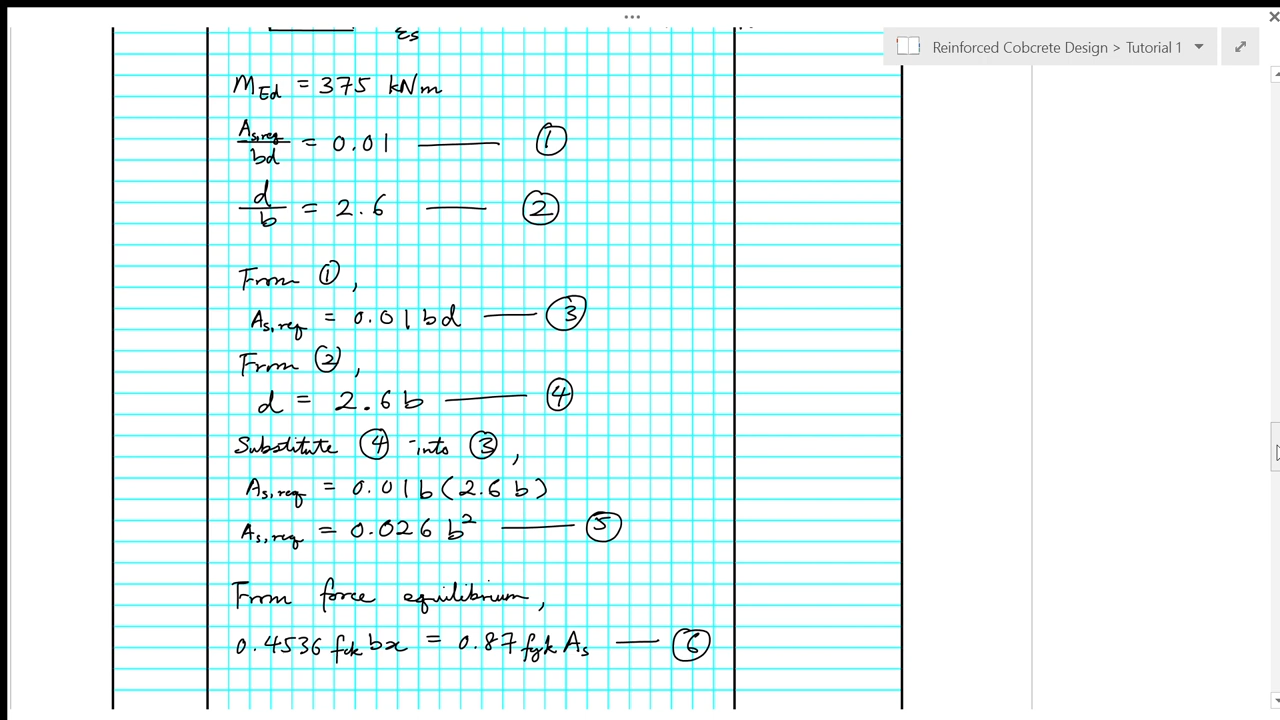 Reinforced Cobcrete Design > Tutorial 1
εs
M_Ed = 375 kNm
A_s,req / bd = 0.01 ——— ①
d / b = 2.6 ——— ②
From ①,
A_s,req = 0.01 bd ——— ③
From ②,
d = 2.6 b ——— ④
Substitute ④ into ③,
A_s,req = 0.01 b (2.6 b)
A_s,req = 0.026 b² ——— ⑤
From force equilibrium,
0.4536 f_ck bx = 0.87 f_yk A_s ——— ⑥